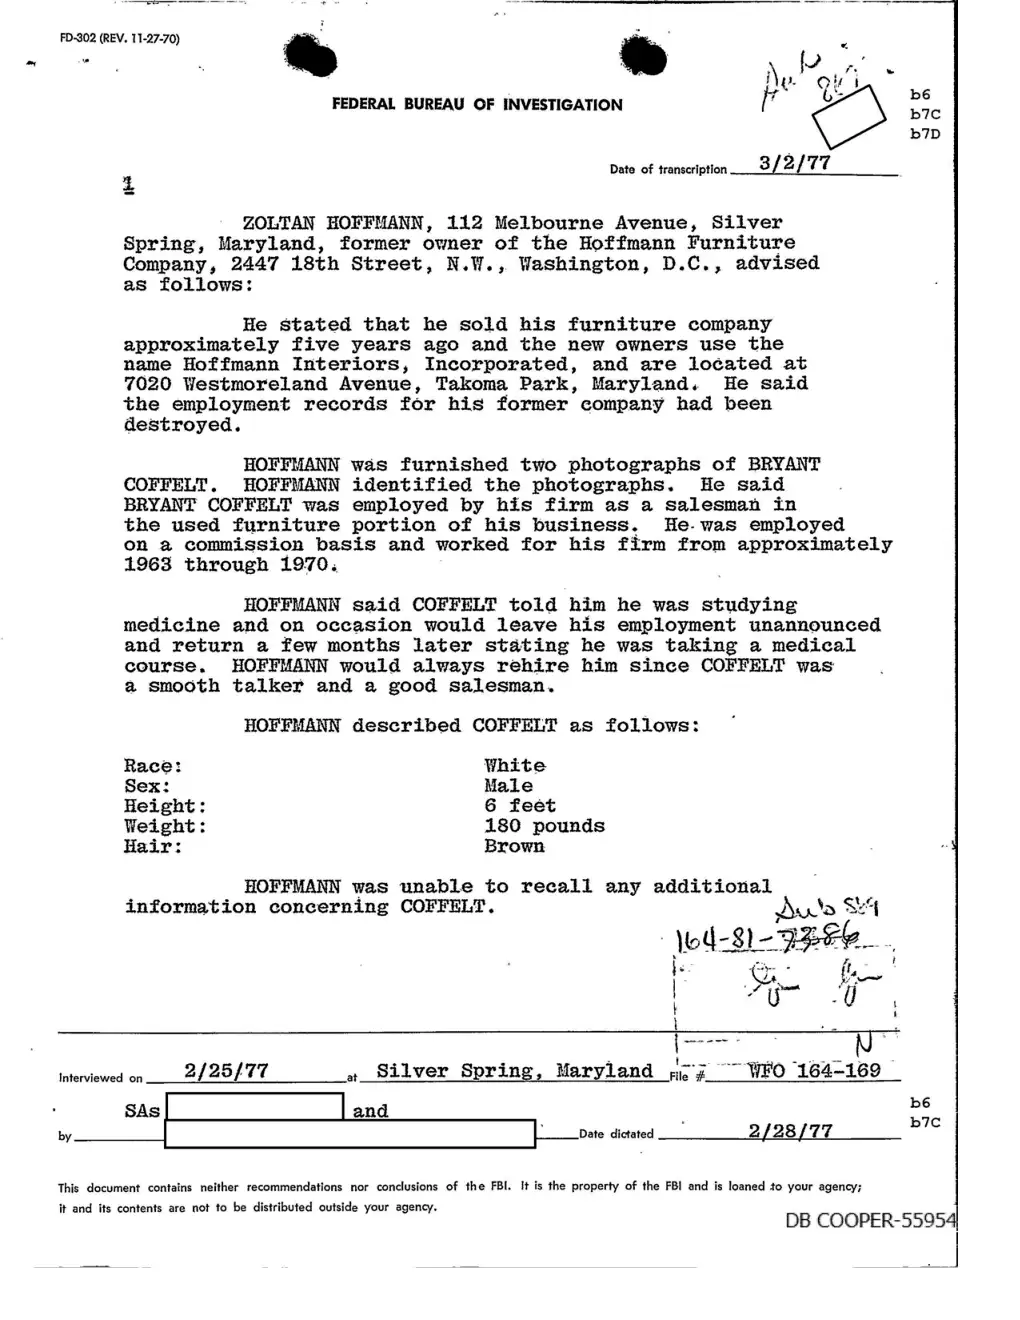 FD-302 (REV. 11-27-70)
FEDERAL BUREAU OF INVESTIGATION
Sub
b6
b7C
b7D
Date of transcription 3/2/77
1
ZOLTAN HOFFMANN, 112 Melbourne Avenue, Silver
Spring, Maryland, former owner of the Hoffmann Furniture
Company, 2447 18th Street, N.W., Washington, D.C., advised
as follows:
He stated that he sold his furniture company
approximately five years ago and the new owners use the
name Hoffmann Interiors, Incorporated, and are located at
7020 Westmoreland Avenue, Takoma Park, Maryland. He said
the employment records for his former company had been
destroyed.
HOFFMANN was furnished two photographs of BRYANT
COFFELT. HOFFMANN identified the photographs. He said
BRYANT COFFELT was employed by his firm as a salesman in
the used furniture portion of his business. He was employed
on a commission basis and worked for his firm from approximately
1963 through 1970.
HOFFMANN said COFFELT told him he was studying
medicine and on occasion would leave his employment unannounced
and return a few months later stating he was taking a medical
course. HOFFMANN would always rehire him since COFFELT was
a smooth talker and a good salesman.
HOFFMANN described COFFELT as follows:
Race: White
Sex: Male
Height: 6 feet
Weight: 180 pounds
Hair: Brown
HOFFMANN was unable to recall any additional
information concerning COFFELT.
Sub
164-81-
N
Interviewed on 2/25/77 at Silver Spring, Maryland File # WFO 164-169
SAs and
by Date dictated 2/28/77
b6
b7C
This document contains neither recommendations nor conclusions of the FBI. It is the property of the FBI and is loaned to your agency;
it and its contents are not to be distributed outside your agency.
DB COOPER-55954